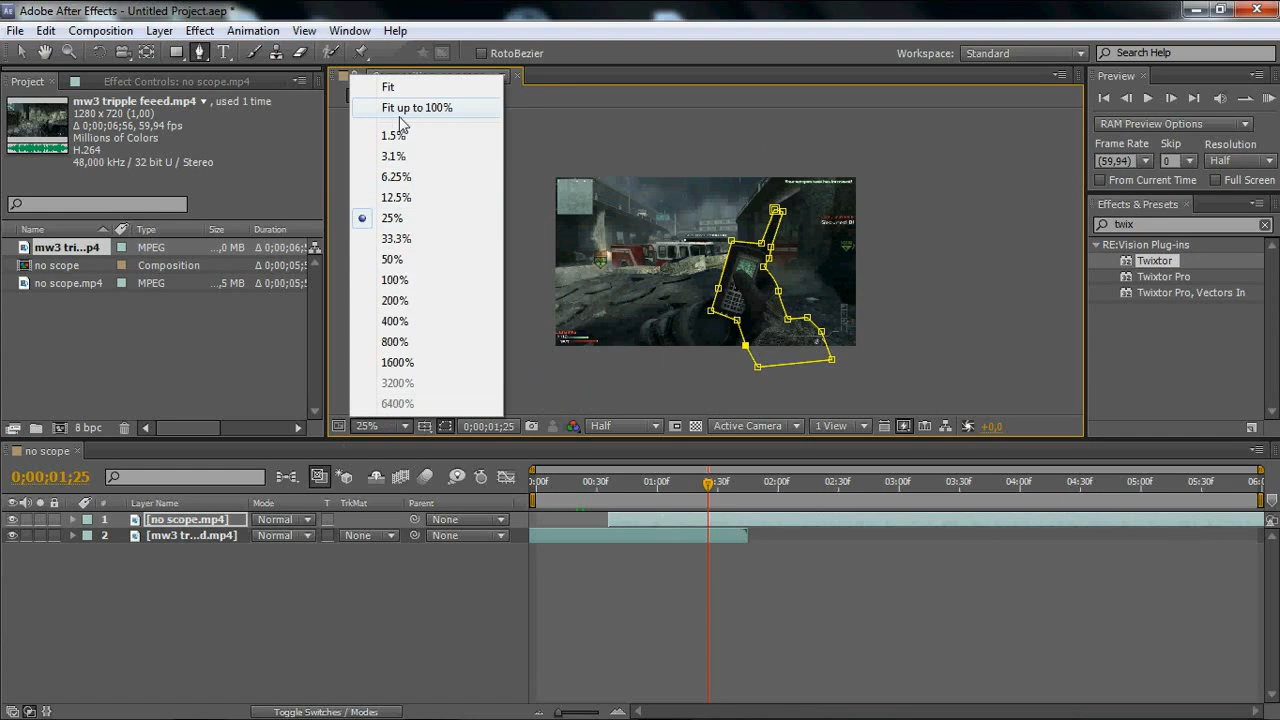 Adobe After Effects - Untitled Project.aep *
File Edit Composition Layer Effect Animation View Window Help
RotoBezier
Workspace: Standard
Search Help
Project Effect Controls: no scope.mp4
mw3 tripple feeed.mp4 ▼ , used 1 time
1280 x 720 (1,00)
Δ 0;00;06;56, 59,94 fps
Millions of Colors
H.264
48,000 kHz / 32 bit U / Stereo
Name Type Size Duration
mw3 tri...p4 MPEG ...,0 MB 0;00;06;
no scope Composition 0;00;05;
no scope.mp4 MPEG ...,5 MB 0;00;05;
8 bpc
Fit
Fit up to 100%
1.5%
3.1%
6.25%
12.5%
25%
33.3%
50%
100%
200%
400%
800%
1600%
3200%
6400%
25%
0;00;01;25
Half
Active Camera
1 View
+0,0
Preview
RAM Preview Options
Frame Rate Skip Resolution
(59,94) 0 Half
From Current Time Full Screen
Effects & Presets
twix
RE:Vision Plug-ins
Twixtor
Twixtor Pro
Twixtor Pro, Vectors In
no scope
0;00;01;25
:00f 00:30f 01:00f 01:30f 02:00f 02:30f 03:00f 03:30f 04:00f 04:30f 05:00f 05:30f 06:0
# Layer Name Mode T TrkMat Parent
1 [no scope.mp4] Normal None
2 [mw3 tr...d.mp4] Normal None None
Toggle Switches / Modes